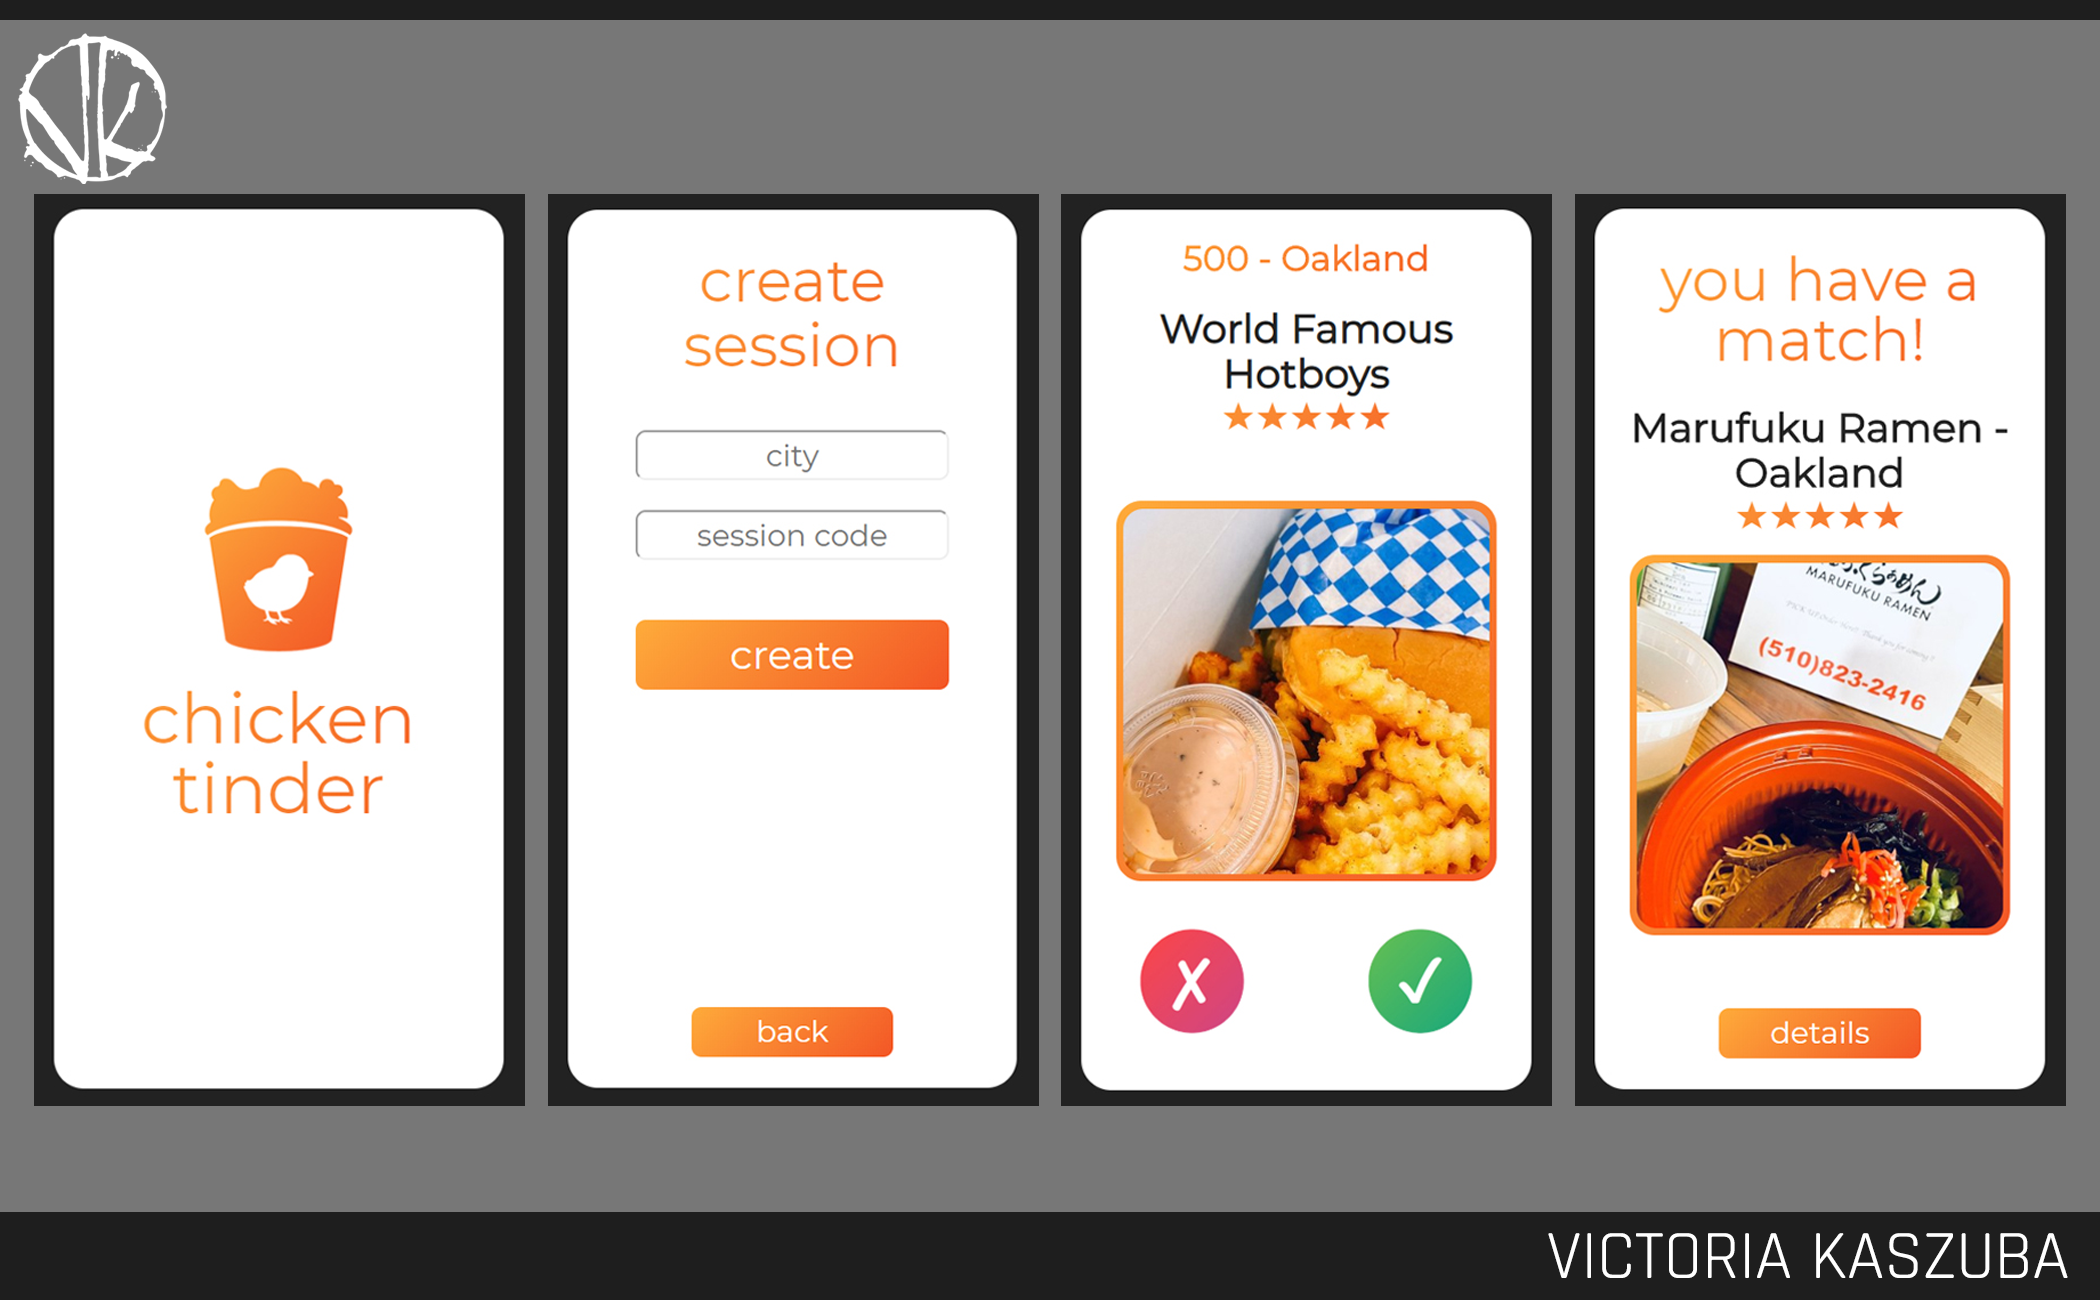 VK
chicken
tinder
create
session
city
session code
create
back
500 - Oakland
World Famous
Hotboys
you have a
match!
Marufuku Ramen -
Oakland
MARUFUKU RAMEN
(510)823-2416
details
VICTORIA KASZUBA